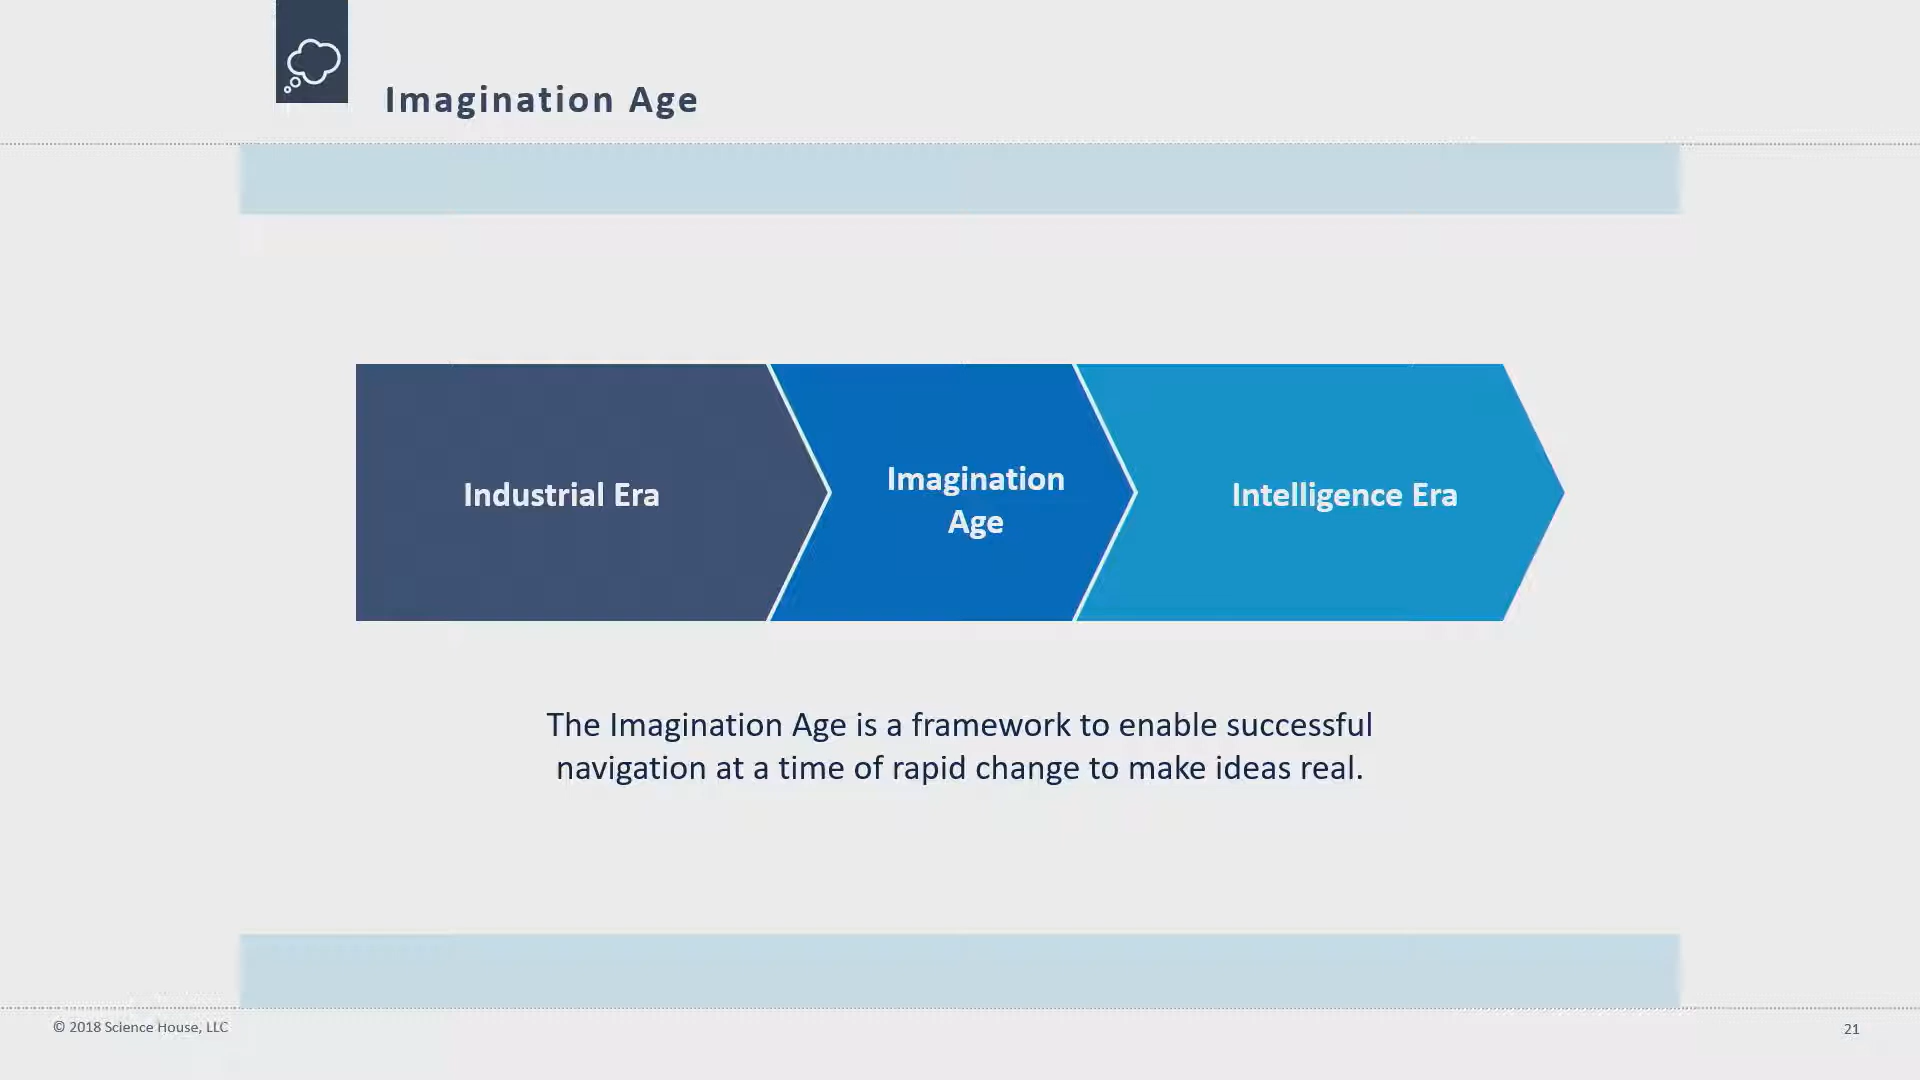 Imagination Age
Industrial Era
Imagination
Age
Intelligence Era
The Imagination Age is a framework to enable successful
navigation at a time of rapid change to make ideas real.
© 2018 Science House, LLC
21